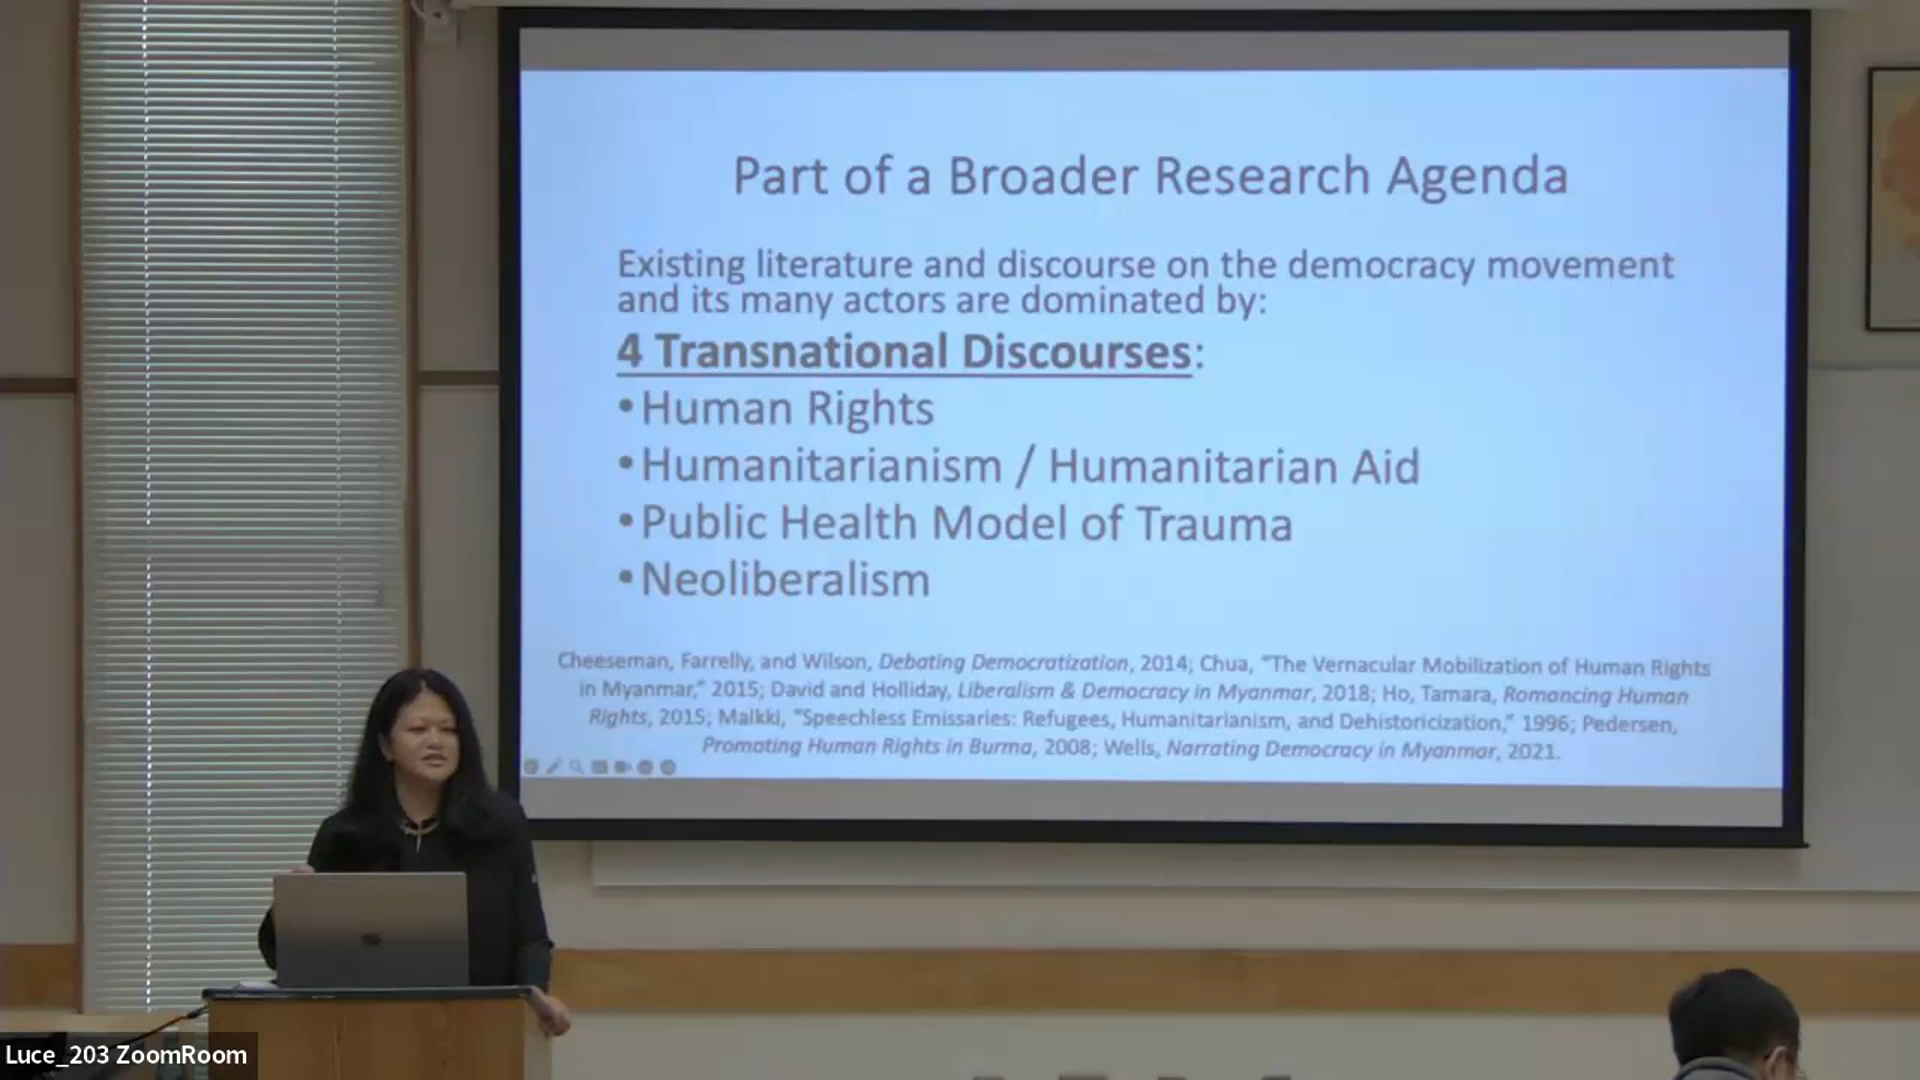 Part of a Broader Research Agenda
Existing literature and discourse on the democracy movement
and its many actors are dominated by:
4 Transnational Discourses:
•Human Rights
•Humanitarianism / Humanitarian Aid
•Public Health Model of Trauma
•Neoliberalism
Cheeseman, Farrelly, and Wilson, Debating Democratization, 2014; Chua, "The Vernacular Mobilization of Human Rights
in Myanmar," 2015; David and Holliday, Liberalism & Democracy in Myanmar, 2018; Ho, Tamara, Romancing Human
Rights, 2015; Malkki, "Speechless Emissaries: Refugees, Humanitarianism, and Dehistoricization," 1996; Pedersen,
Promoting Human Rights in Burma, 2008; Wells, Narrating Democracy in Myanmar, 2021.
Luce_203 ZoomRoom